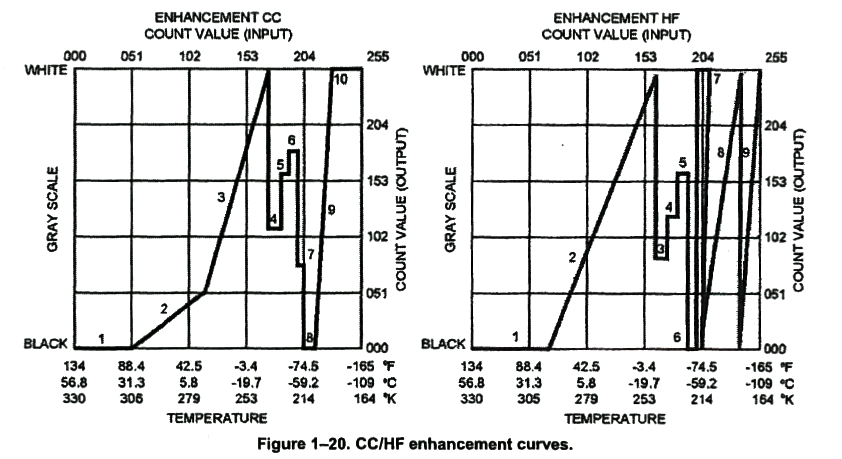 ENHANCEMENT CC
COUNT VALUE (INPUT)
000 051 102 153 204 255
WHITE
GRAY SCALE
BLACK
1
2
3
4
5
6
7
8
9
10
204
153
102
051
000
COUNT VALUE (OUTPUT)
134 88.4 42.5 -3.4 -74.5 -165 °F
56.8 31.3 5.8 -19.7 -59.2 -109 °C
330 306 279 253 214 164 °K
TEMPERATURE
ENHANCEMENT HF
COUNT VALUE (INPUT)
000 051 102 153 204 255
WHITE
GRAY SCALE
BLACK
1
2
3
4
5
6
7
8
9
204
153
102
051
000
COUNT VALUE (OUTPUT)
134 88.4 42.5 -3.4 -74.5 -165 °F
56.8 31.3 5.8 -19.7 -59.2 -109 °C
330 305 279 253 214 164 °K
TEMPERATURE
Figure 1–20. CC/HF enhancement curves.